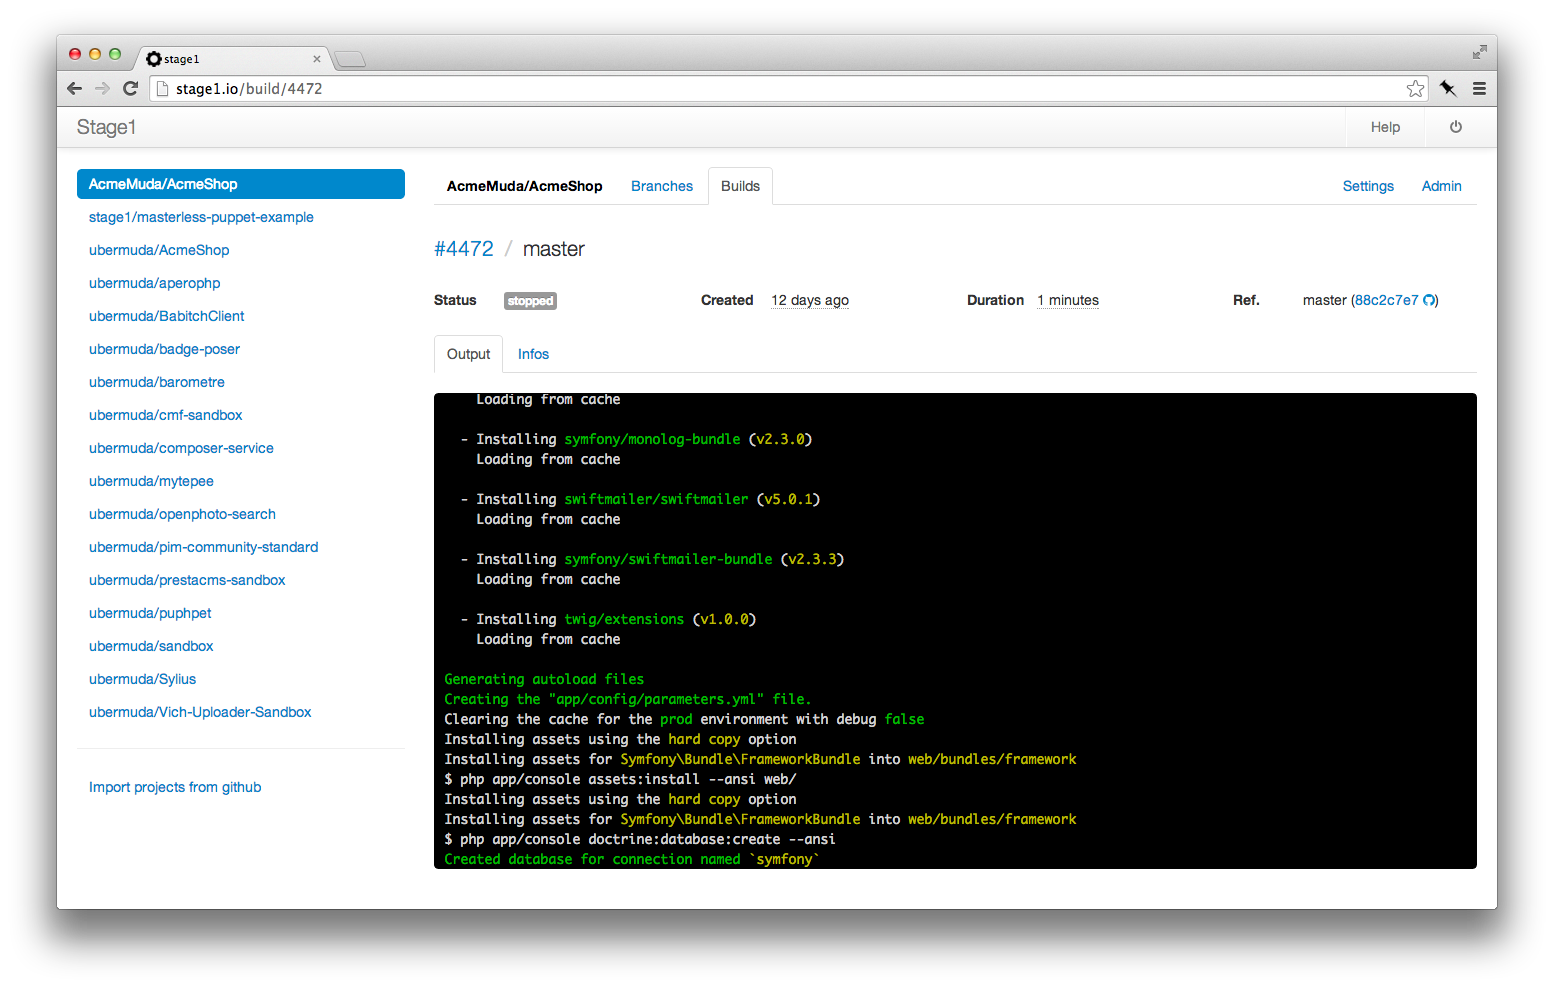 stage1
stage1.io/build/4472
Stage1
Help
AcmeMuda/AcmeShop
stage1/masterless-puppet-example
ubermuda/AcmeShop
ubermuda/aperophp
ubermuda/BabitchClient
ubermuda/badge-poser
ubermuda/barometre
ubermuda/cmf-sandbox
ubermuda/composer-service
ubermuda/mytepee
ubermuda/openphoto-search
ubermuda/pim-community-standard
ubermuda/prestacms-sandbox
ubermuda/puphpet
ubermuda/sandbox
ubermuda/Sylius
ubermuda/Vich-Uploader-Sandbox
Import projects from github
AcmeMuda/AcmeShop Branches Builds Settings Admin
#4472 / master
Status stopped Created 12 days ago Duration 1 minutes Ref. master (88c2c7e7)
Output Infos
Loading from cache
- Installing symfony/monolog-bundle (v2.3.0)
Loading from cache
- Installing swiftmailer/swiftmailer (v5.0.1)
Loading from cache
- Installing symfony/swiftmailer-bundle (v2.3.3)
Loading from cache
- Installing twig/extensions (v1.0.0)
Loading from cache
Generating autoload files
Creating the "app/config/parameters.yml" file.
Clearing the cache for the prod environment with debug false
Installing assets using the hard copy option
Installing assets for Symfony\Bundle\FrameworkBundle into web/bundles/framework
$ php app/console assets:install --ansi web/
Installing assets using the hard copy option
Installing assets for Symfony\Bundle\FrameworkBundle into web/bundles/framework
$ php app/console doctrine:database:create --ansi
Created database for connection named `symfony`